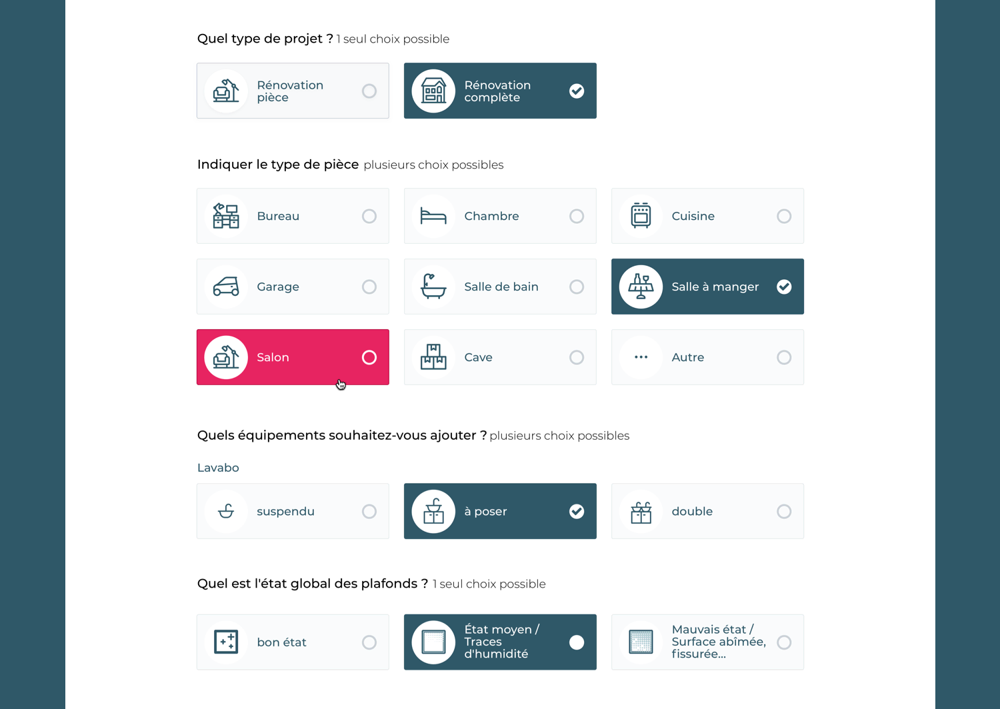 Quel type de projet ? 1 seul choix possible
Rénovation
pièce
Rénovation
complète
Indiquer le type de pièce plusieurs choix possibles
Bureau
Chambre
Cuisine
Garage
Salle de bain
Salle à manger
Salon
Cave
Autre
Quels équipements souhaitez-vous ajouter ? plusieurs choix possibles
Lavabo
suspendu
à poser
double
Quel est l'état global des plafonds ? 1 seul choix possible
bon état
État moyen /
Traces
d'humidité
Mauvais état /
Surface abîmée,
fissurée...